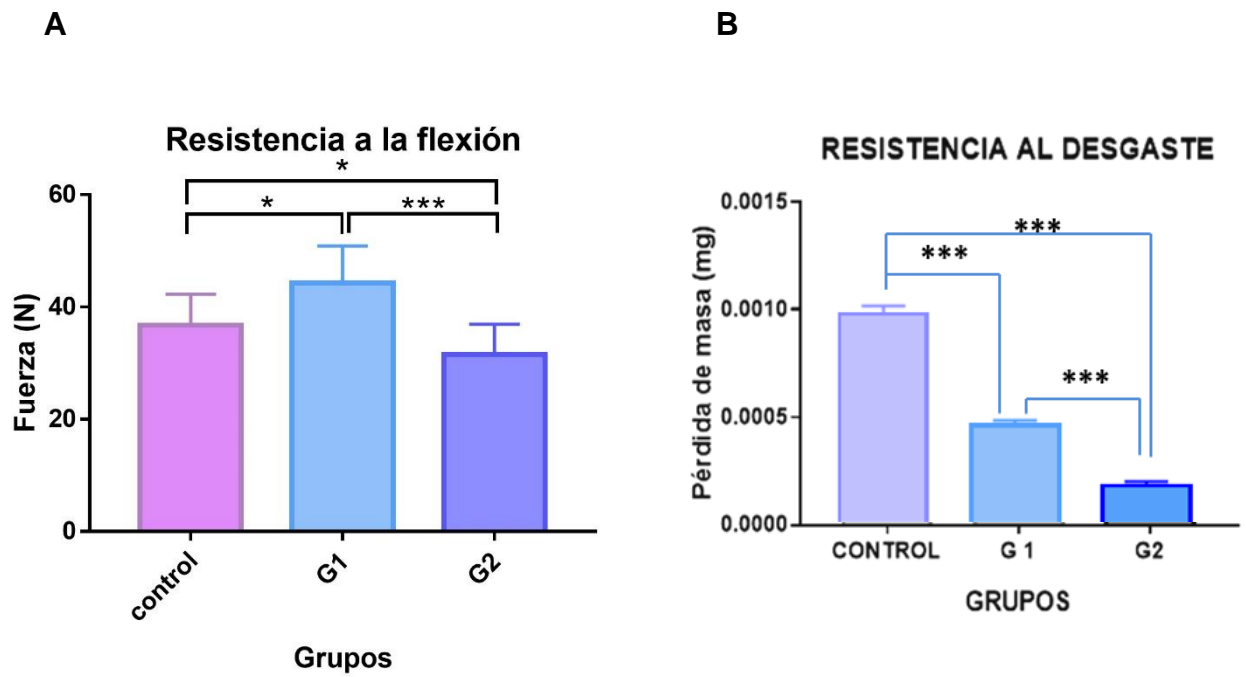 A
B
Resistencia a la flexión
*
*
***
Fuerza (N)
60
40
20
0
control
G1
G2
Grupos
RESISTENCIA AL DESGASTE
***
***
***
Pérdida de masa (mg)
0.0015
0.0010
0.0005
0.0000
CONTROL
G 1
G2
GRUPOS